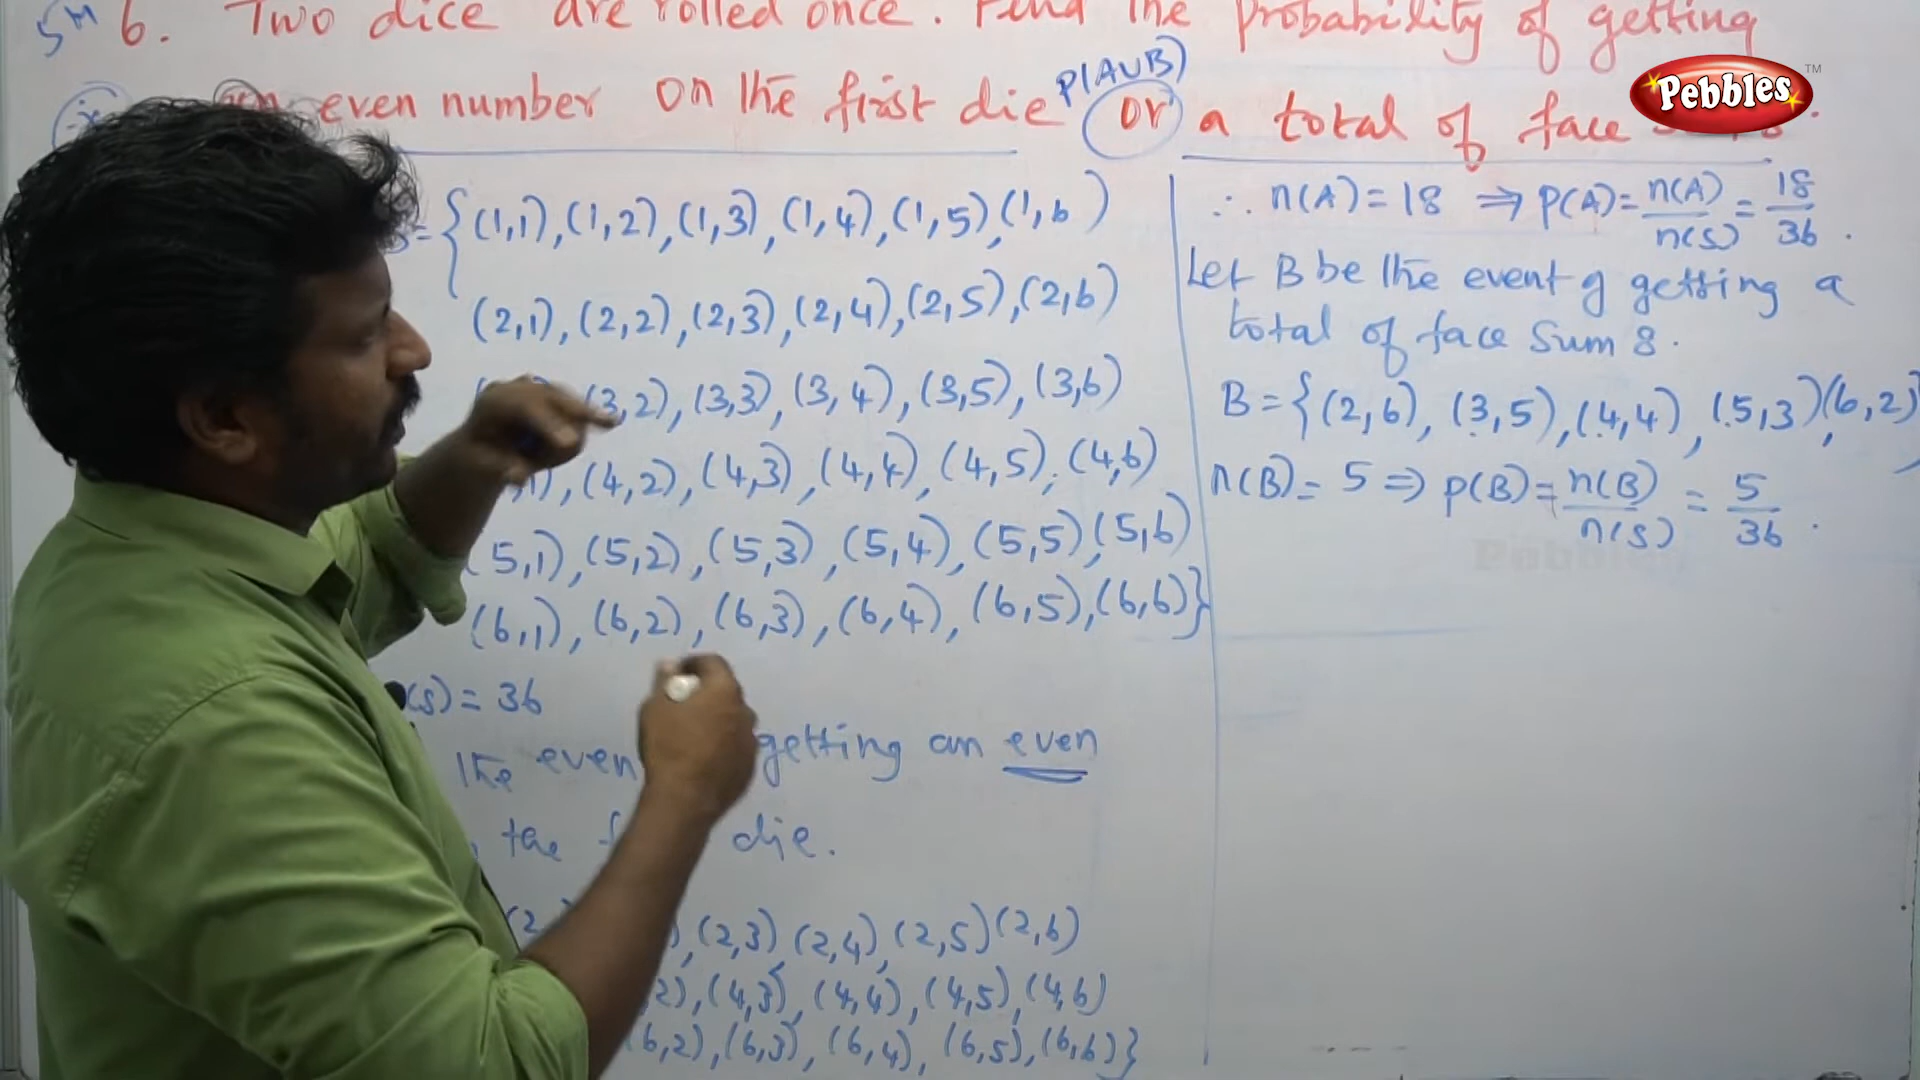 5m 6. Two dice are rolled once. Find the probability of getting
P(A∪B)
an even number on the first die or a total of face
Pebbles TM
S={(1,1),(1,2),(1,3),(1,4),(1,5),(1,6)
(2,1),(2,2),(2,3),(2,4),(2,5),(2,6)
(3,2),(3,3),(3,4),(3,5),(3,6)
(4,2),(4,3),(4,4),(4,5),(4,6)
(5,1),(5,2),(5,3),(5,4),(5,5),(5,6)
(6,1),(6,2),(6,3),(6,4),(6,5),(6,6)}
(S)= 36
the even getting an even
the die.
(2,3),(2,4),(2,5)(2,6)
2),(4,3),(4,4),(4,5),(4,6)
(6,2),(6,3),(6,4),(6,5),(6,6)}
∴ n(A)=18 ⇒ P(A)=n(A)/n(S)=18/36.
Let B be the event of getting a
total of face Sum 8.
B={(2,6),(3,5),(4,4),(5,3)(6,2)}
n(B)= 5 ⇒ P(B)=n(B)/n(S)=5/36.